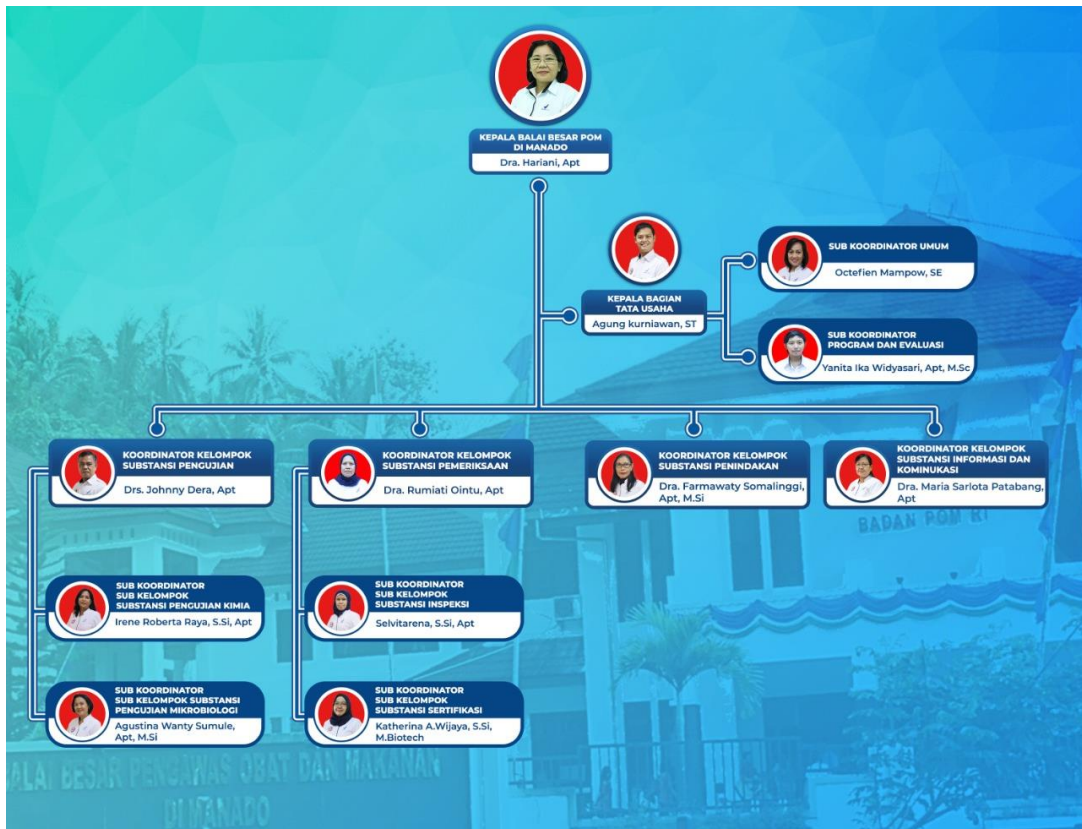 KEPALA BALAI BESAR POM
DI MANADO
Dra. Hariani, Apt
KEPALA BAGIAN
TATA USAHA
Agung kurniawan, ST
SUB KOORDINATOR UMUM
Octefien Mampow, SE
SUB KOORDINATOR
PROGRAM DAN EVALUASI
Yanita Ika Widyasari, Apt, M.Sc
KOORDINATOR KELOMPOK
SUBSTANSI PENGUJIAN
Drs. Johnny Dera, Apt
KOORDINATOR KELOMPOK
SUBSTANSI PEMERIKSAAN
Dra. Rumiati Ointu, Apt
KOORDINATOR KELOMPOK
SUBSTANSI PENINDAKAN
Dra. Farmawaty Somalinggi,
Apt, M.Si
KOORDINATOR KELOMPOK
SUBSTANSI INFORMASI DAN
KOMINUKASI
Dra. Maria Sarlota Patabang,
Apt
BADAN POM RI
SUB KOORDINATOR
SUB KELOMPOK
SUBSTANSI PENGUJIAN KIMIA
Irene Roberta Raya, S.Si, Apt
SUB KOORDINATOR
SUB KELOMPOK
SUBSTANSI INSPEKSI
Selvitarena, S.Si, Apt
SUB KOORDINATOR
SUB KELOMPOK SUBSTANSI
PENGUJIAN MIKROBIOLOGI
Agustina Wanty Sumule,
Apt, M.Si
SUB KOORDINATOR
SUB KELOMPOK
SUBSTANSI SERTIFIKASI
Katherina A.Wijaya, S.Si,
M.Biotech
BALAI BESAR PENGAWAS OBAT DAN MAKANAN
DI MANADO